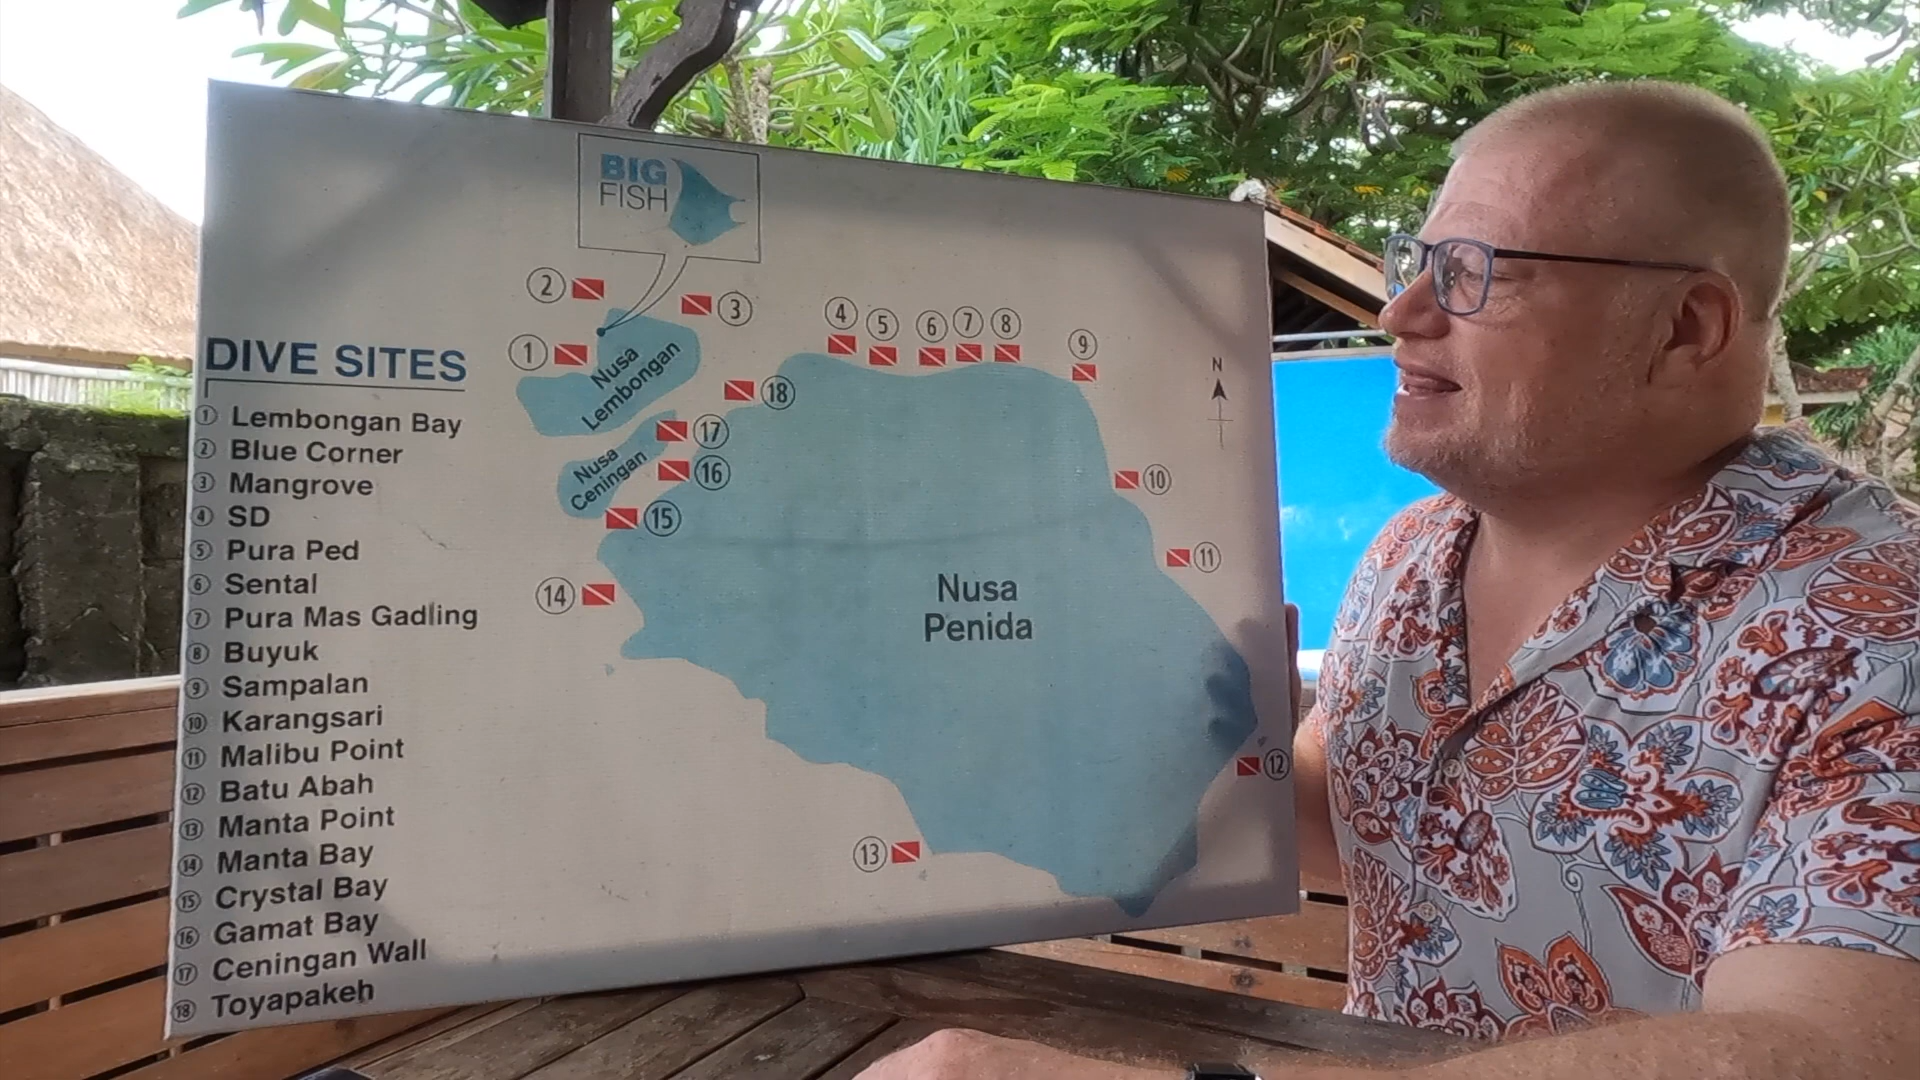 BIG
FISH
2
3
1
4
5
6
7
8
9
Nusa
Lembongan
18
17
16
15
Nusa
Ceningan
N
10
11
14
Nusa
Penida
12
13
DIVE SITES
1 Lembongan Bay
2 Blue Corner
3 Mangrove
4 SD
5 Pura Ped
6 Sental
7 Pura Mas Gadling
8 Buyuk
9 Sampalan
10 Karangsari
11 Malibu Point
12 Batu Abah
13 Manta Point
14 Manta Bay
15 Crystal Bay
16 Gamat Bay
17 Ceningan Wall
18 Toyapakeh